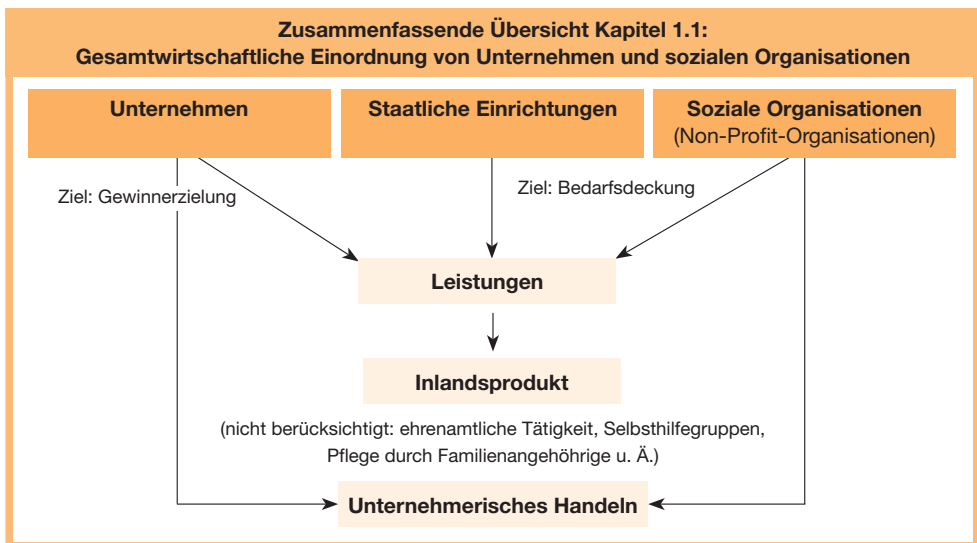 Zusammenfassende Übersicht Kapitel 1.1:
Gesamtwirtschaftliche Einordnung von Unternehmen und sozialen Organisationen
Unternehmen
Staatliche Einrichtungen
Soziale Organisationen
(Non-Profit-Organisationen)
Ziel: Gewinnerzielung
Ziel: Bedarfsdeckung
Leistungen
Inlandsprodukt
(nicht berücksichtigt: ehrenamtliche Tätigkeit, Selbsthilfegruppen,
Pflege durch Familienangehöhrige u. Ä.)
Unternehmerisches Handeln